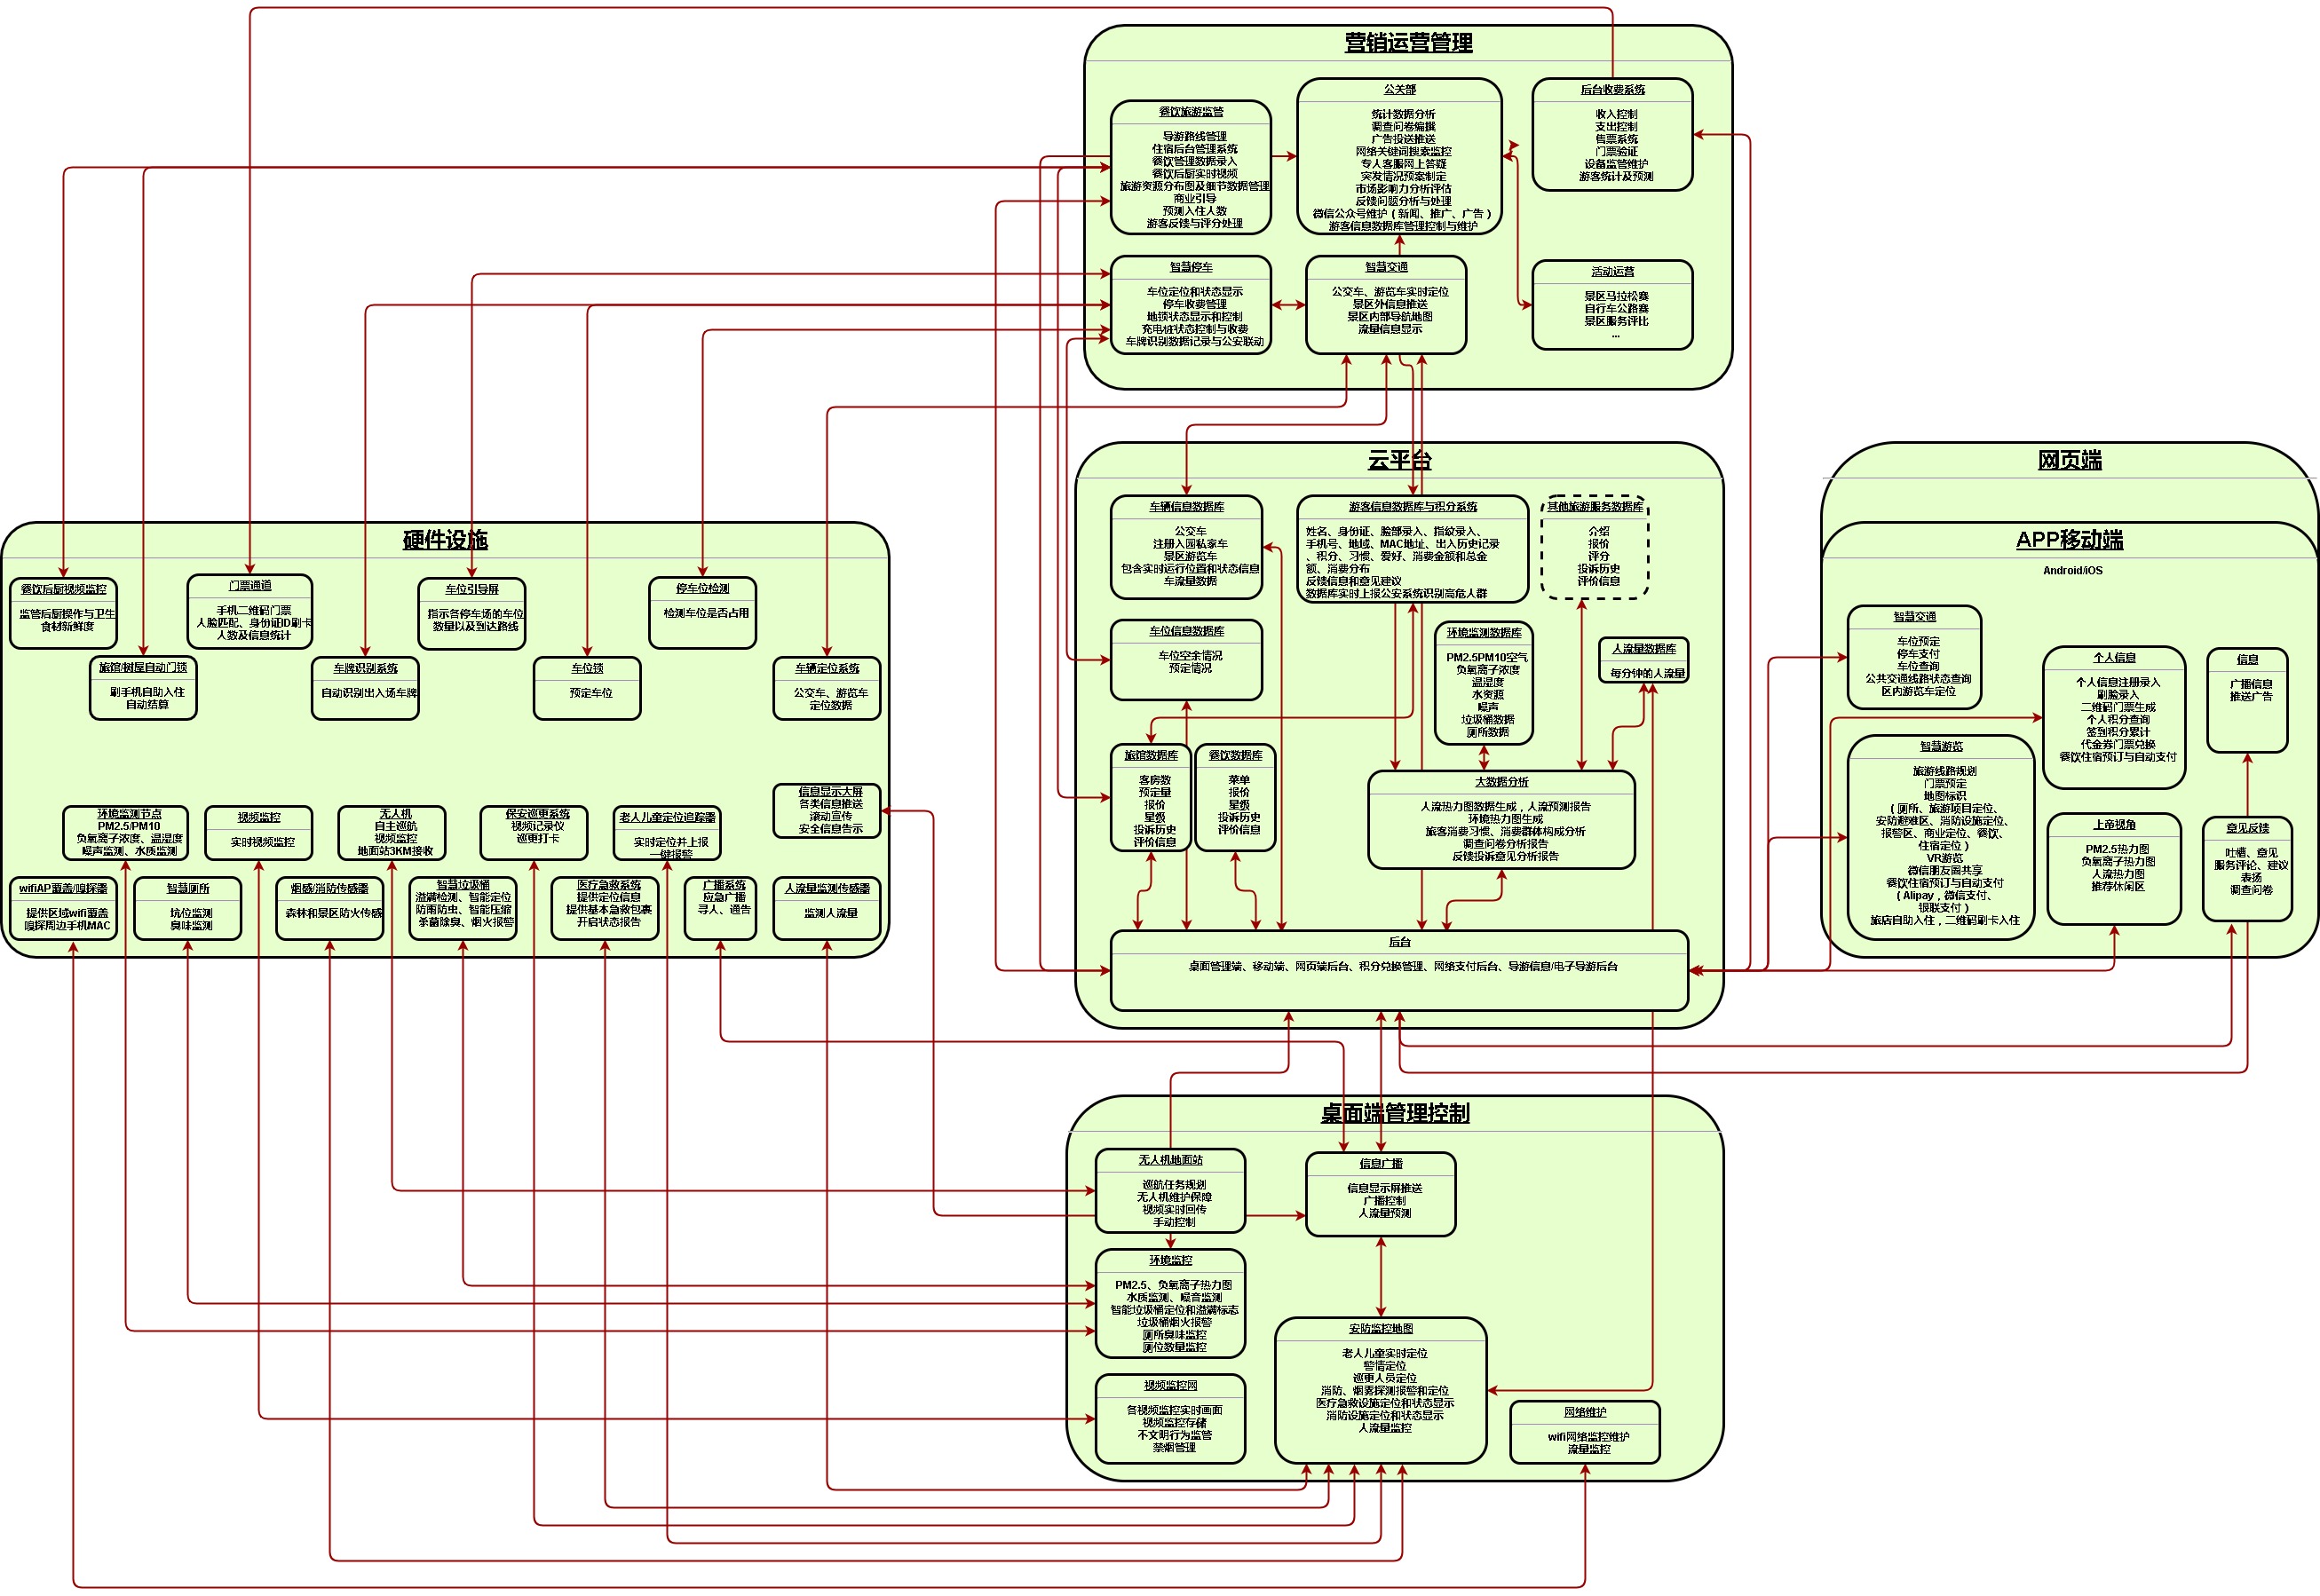 营销运营管理
餐饮旅游监管
导游路线管理
住宿后台管理系统
餐饮管理数据录入
餐饮后厨实时视频
旅游资源分布图及细节数据管理
商业引导
预测入住人数
游客反馈与评分处理
公关部
统计数据分析
调查问卷编撰
广告投送推送
网络关键词搜索监控
专人客服网上答疑
突发情况预案制定
市场影响力分析评估
反馈问题分析与处理
微信公众号维护（新闻、推广、广告）
游客信息数据库管理控制与维护
后台收费系统
收入控制
支出控制
售票系统
门票验证
设备监管维护
游客统计及预测
智慧停车
车位定位和状态显示
停车收费管理
地锁状态显示和控制
充电桩状态控制与收费
车牌识别数据记录与公安联动
智慧交通
公交车、游览车实时定位
景区外信息推送
景区内部导航地图
流量信息显示
活动运营
景区马拉松赛
自行车公路赛
景区服务评比
...
云平台
车辆信息数据库
公交车
注册入园私家车
景区游览车
包含实时运行位置和状态信息
车流量数据
游客信息数据库与积分系统
姓名、身份证、脸部录入、指纹录入、
手机号、地域、MAC地址、出入历史记录
、积分、习惯、爱好、消费金额和总金
额、消费分布
反馈信息和意见建议
数据库实时上报公安系统识别高危人群
其他旅游服务数据库
介绍
报价
评分
投诉历史
评价信息
车位信息数据库
车位空余情况
预定情况
环境监测数据库
PM2.5PM10空气
负氧离子浓度
温湿度
水资源
噪声
垃圾桶数据
厕所数据
人流量数据库
每分钟的人流量
旅馆数据库
客房数
预定量
报价
星级
投诉历史
评价信息
餐饮数据库
菜单
报价
星级
投诉历史
评价信息
大数据分析
人流热力图数据生成，人流预测报告
环境热力图生成
旅客消费习惯、消费群体构成分析
调查问卷分析报告
反馈投诉意见分析报告
后台
桌面管理端、移动端、网页端后台、积分兑换管理、网络支付后台、导游信息/电子导游后台
网页端
APP移动端
Android/iOS
智慧交通
车位预定
停车支付
车位查询
公共交通线路状态查询
区内游览车定位
个人信息
个人信息注册录入
刷脸录入
二维码门票生成
个人积分查询
签到积分累计
代金券门票兑换
餐饮住宿预订与自动支付
信息
广播信息
推送广告
智慧游览
旅游线路规划
门票预定
地图标识
（厕所、旅游项目定位、
安防避难区、消防设施定位、
报警区、商业定位、餐饮、
住宿定位）
VR游览
微信朋友圈共享
餐饮住宿预订与自动支付
（Alipay，微信支付、
银联支付）
旅店自助入住，二维码刷卡入住
上帝视角
PM2.5热力图
负氧离子热力图
人流热力图
推荐休闲区
意见反馈
吐槽、意见
服务评论、建议
表扬
调查问卷
硬件设施
餐饮后厨视频监控
监管后厨操作与卫生
食材新鲜度
门票通道
手机二维码门票
人脸匹配、身份证ID刷卡
人数及信息统计
车位引导屏
指示各停车场的车位
数量以及到达路线
停车位检测
检测车位是否占用
旅馆/树屋自动门锁
刷手机自助入住
自动结算
车牌识别系统
自动识别出入场车牌
车位锁
预定车位
车辆定位系统
公交车、游览车
定位数据
信息显示大屏
各类信息推送
滚动宣传
安全信息告示
环境监测节点
PM2.5/PM10
负氧离子浓度、温湿度
噪声监测、水质监测
视频监控
实时视频监控
无人机
自主巡航
视频监控
地面站3KM接收
保安巡更系统
视频记录仪
巡更打卡
老人儿童定位追踪器
实时定位并上报
一键报警
wifiAP覆盖/嗅探器
提供区域wifi覆盖
嗅探周边手机MAC
智慧厕所
坑位监测
臭味监测
烟感/消防传感器
森林和景区防火传感
智慧垃圾桶
溢满检测、智能定位
防雨防虫、智能压缩
杀菌除臭、烟火报警
医疗急救系统
提供定位信息
提供基本急救包裹
开启状态报告
广播系统
应急广播
寻人、通告
人流量监测传感器
监测人流量
桌面端管理控制
无人机地面站
巡航任务规划
无人机维护保障
视频实时回传
手动控制
信息广播
信息显示屏推送
广播控制
人流量预测
环境监控
PM2.5、负氧离子热力图
水质监测、噪音监测
智能垃圾桶定位和溢满标志
垃圾桶烟火报警
厕所臭味监控
厕位数量监控
安防监控地图
老人儿童实时定位
警情定位
巡更人员定位
消防、烟雾探测报警和定位
医疗急救设施定位和状态显示
消防设施定位和状态显示
人流量监控
视频监控网
各视频监控实时画面
视频监控存储
不文明行为监管
禁烟管理
网络维护
wifi网络监控维护
流量监控